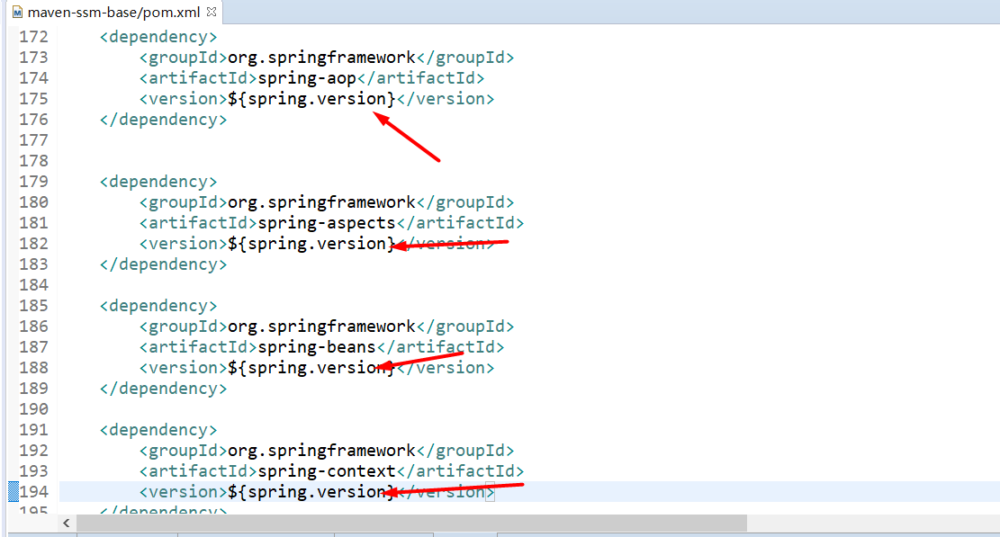 maven-ssm-base/pom.xml
172 <dependency>
173 <groupId>org.springframework</groupId>
174 <artifactId>spring-aop</artifactId>
175 <version>${spring.version}</version>
176 </dependency>
177
178
179 <dependency>
180 <groupId>org.springframework</groupId>
181 <artifactId>spring-aspects</artifactId>
182 <version>${spring.version}</version>
183 </dependency>
184
185 <dependency>
186 <groupId>org.springframework</groupId>
187 <artifactId>spring-beans</artifactId>
188 <version>${spring.version}</version>
189 </dependency>
190
191 <dependency>
192 <groupId>org.springframework</groupId>
193 <artifactId>spring-context</artifactId>
194 <version>${spring.version}</version>
195 </dependency>